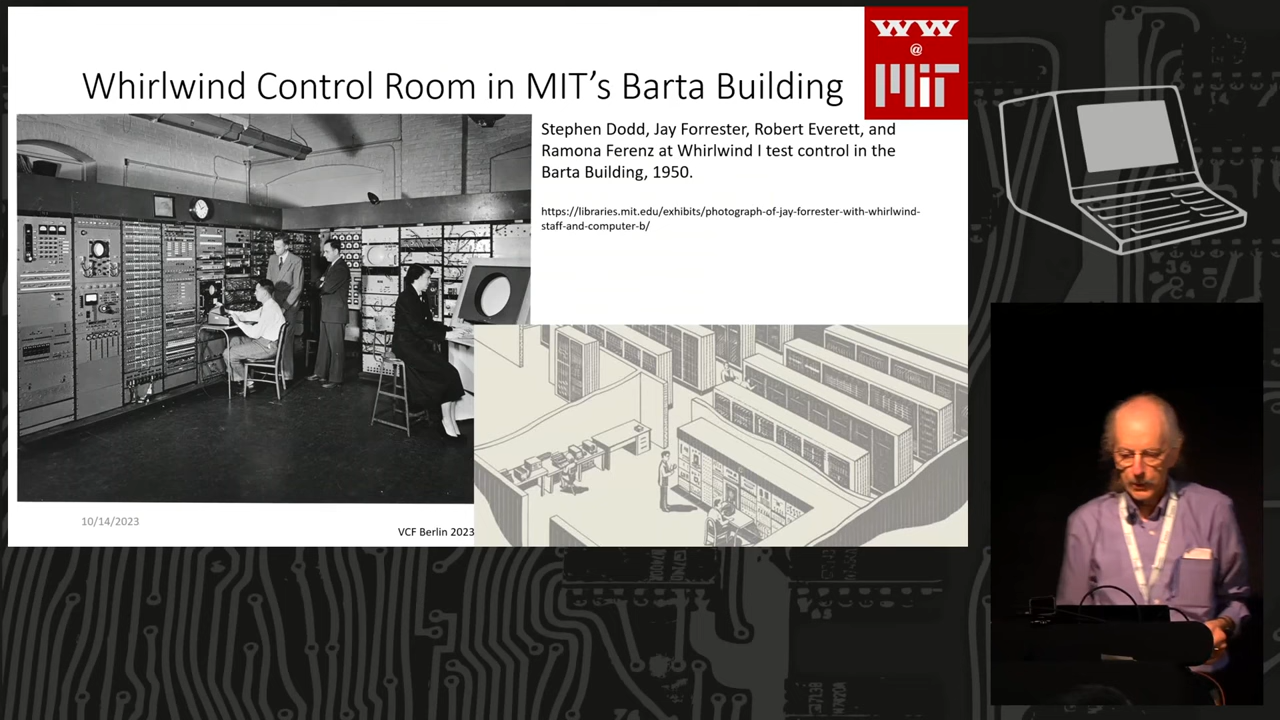 Whirlwind Control Room in MIT’s Barta Building
WW
@
MIT
Stephen Dodd, Jay Forrester, Robert Everett, and
Ramona Ferenz at Whirlwind I test control in the
Barta Building, 1950.
https://libraries.mit.edu/exhibits/photograph-of-jay-forrester-with-whirlwind-
staff-and-computer-b/
10/14/2023
VCF Berlin 2023